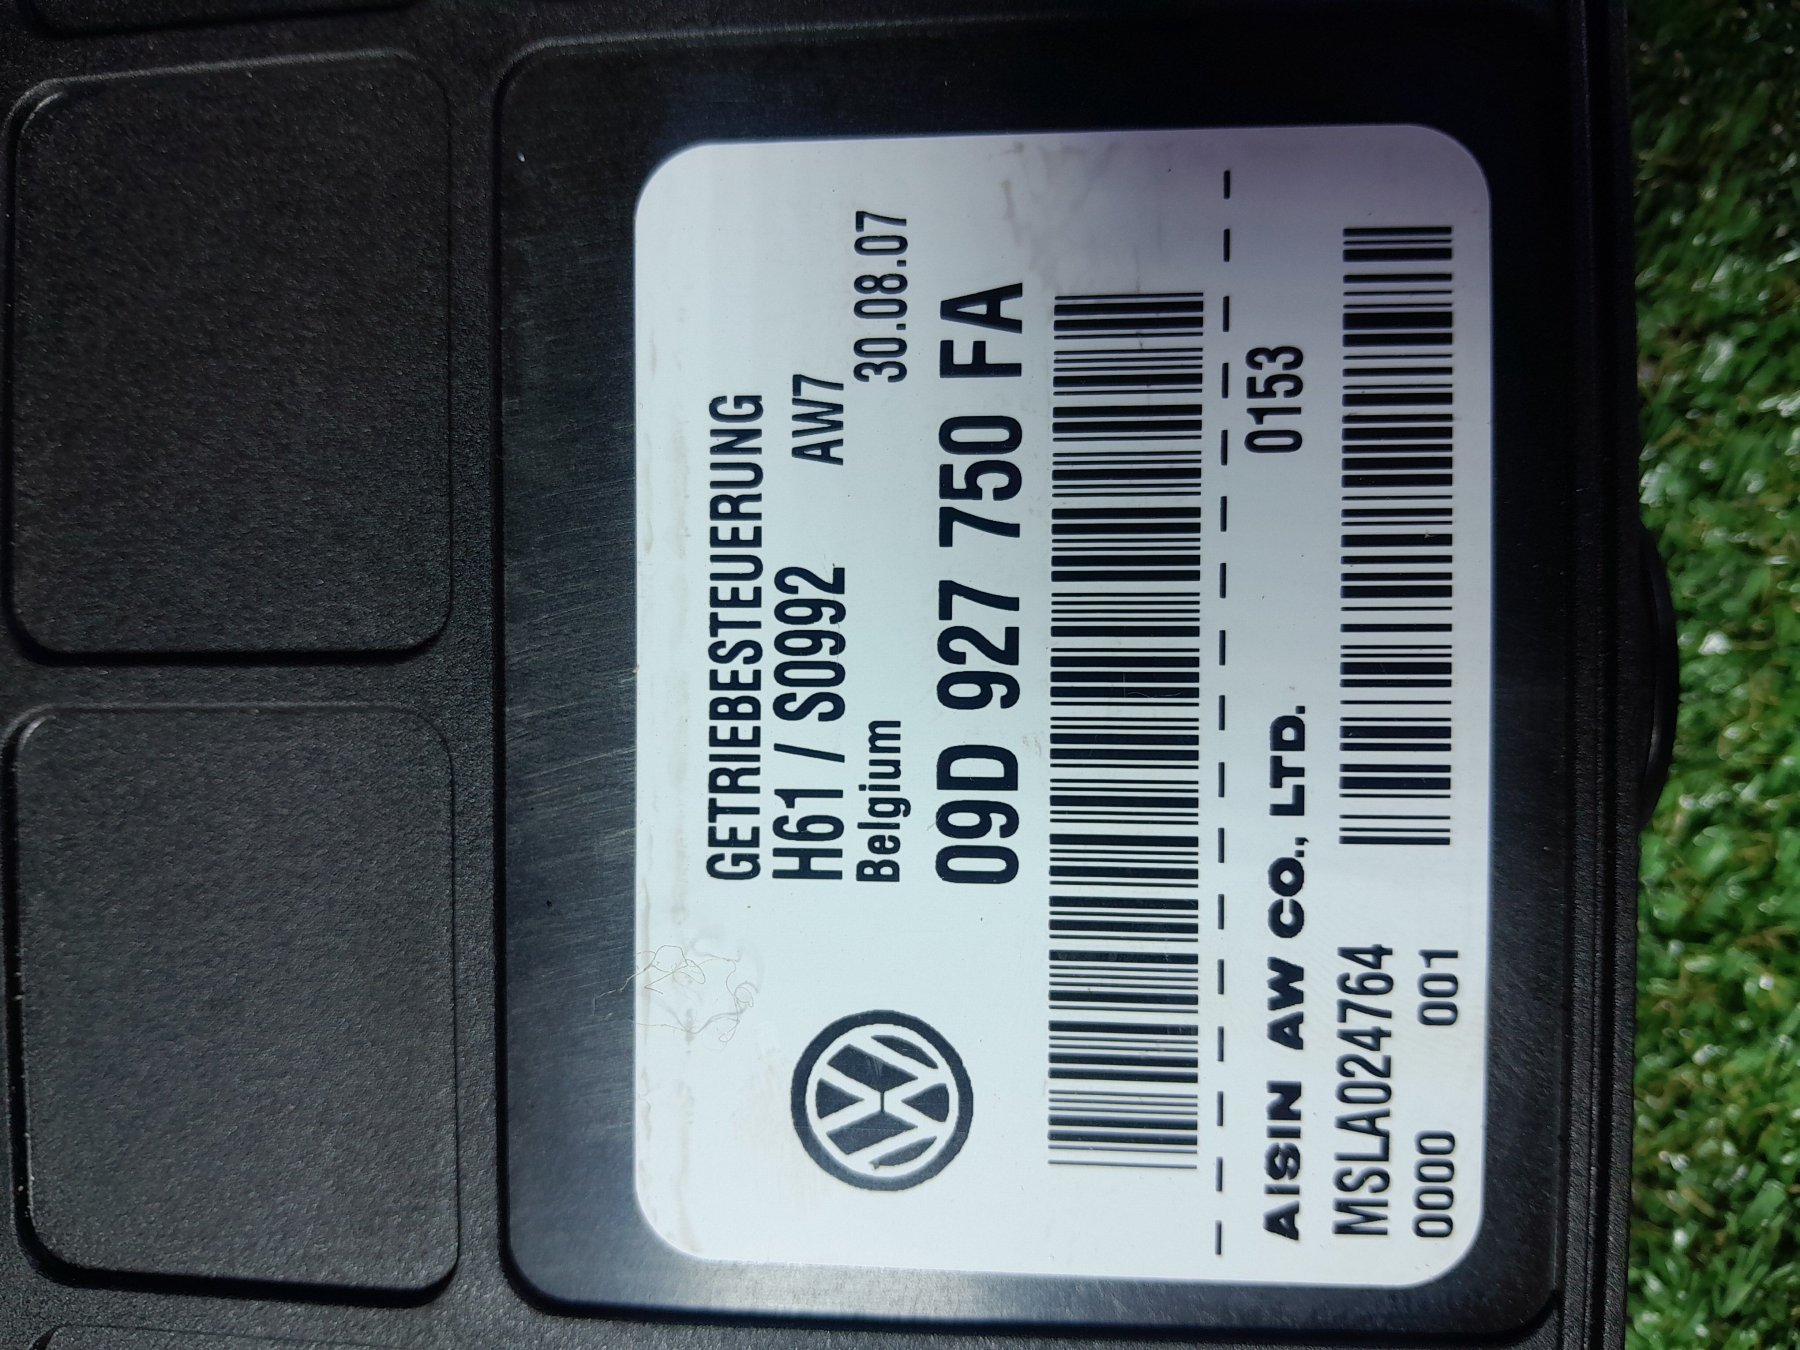 GETRIEBESTEUERUNG
H61 / S0992 AW7
Belgium 30.08.07
09D 927 750 FA
AISIN AW CO., LTD. 0153
MSLA024764
0000 001